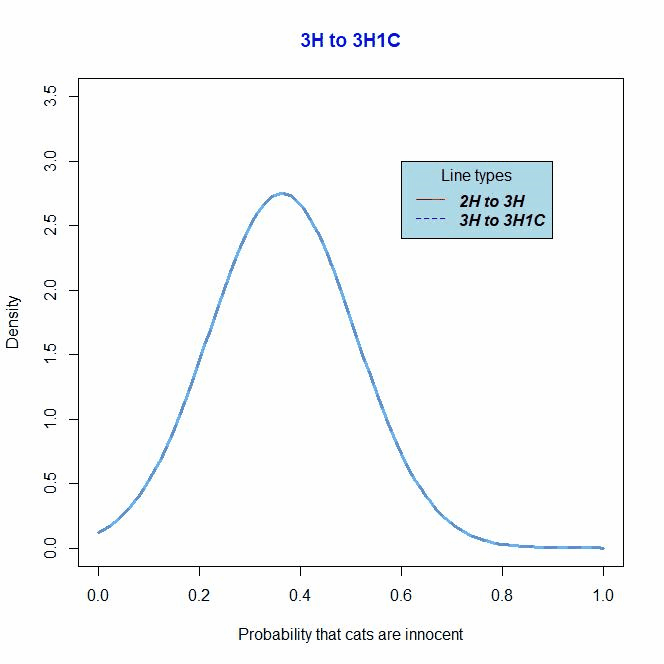 3H to 3H1C
3.5
3.0
2.5
2.0
1.5
1.0
0.5
0.0
Density
Line types
2H to 3H
3H to 3H1C
0.0 0.2 0.4 0.6 0.8 1.0
Probability that cats are innocent